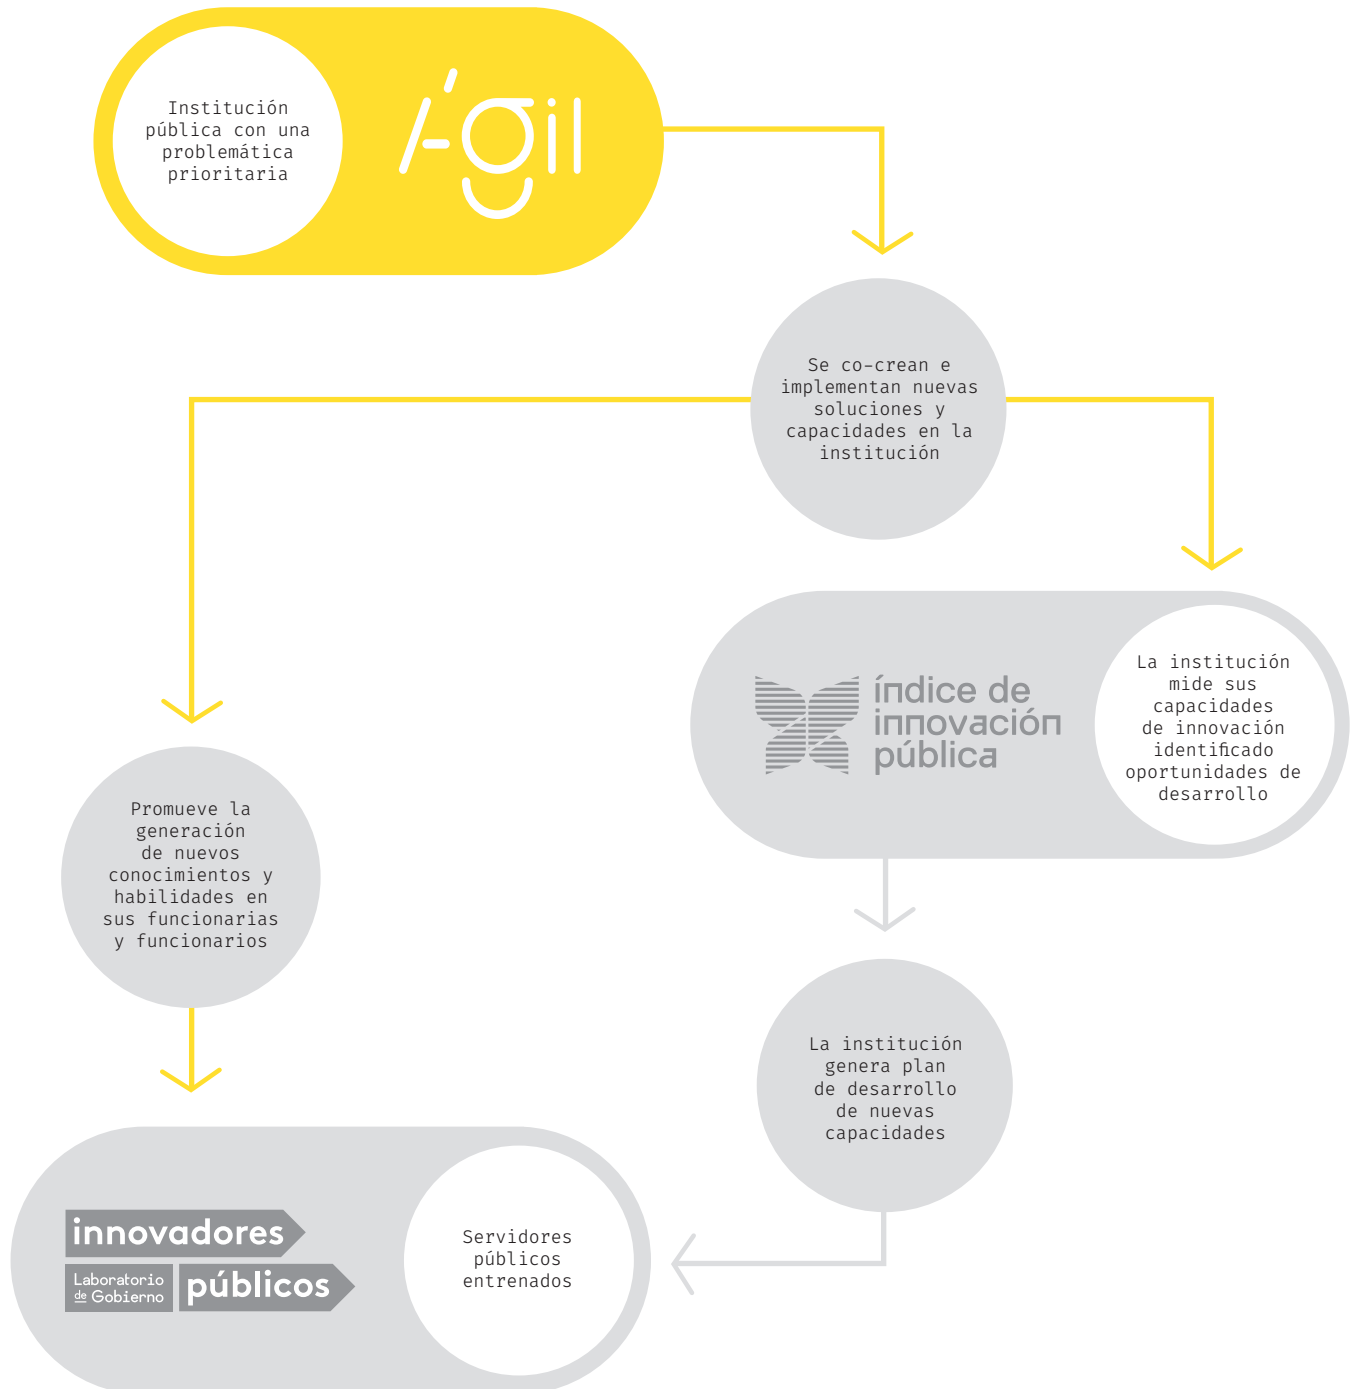 Institución
pública con una
problemática
prioritaria
Ágil
Se co-crean e
implementan nuevas
soluciones y
capacidades en la
institución
índice de
innovación
pública
La institución
mide sus
capacidades
de innovación
identificado
oportunidades de
desarrollo
Promueve la
generación
de nuevos
conocimientos y
habilidades en
sus funcionarias
y funcionarios
La institución
genera plan
de desarrollo
de nuevas
capacidades
innovadores
Laboratorio
de Gobierno
públicos
Servidores
públicos
entrenados